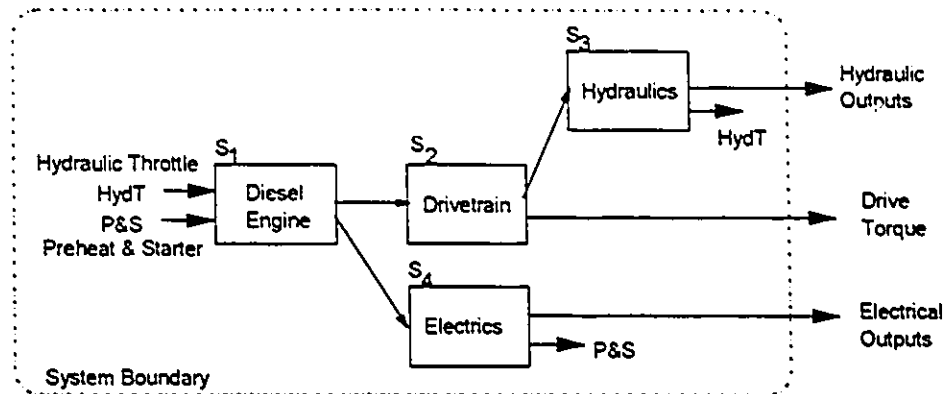 S3
Hydraulics
Hydraulic
Outputs
HydT
S1
S2
Hydraulic Throttle
HydT
P&S
Preheat & Starter
Diesel
Engine
Drivetrain
Drive
Torque
S4
Electrics
Electrical
Outputs
P&S
System Boundary